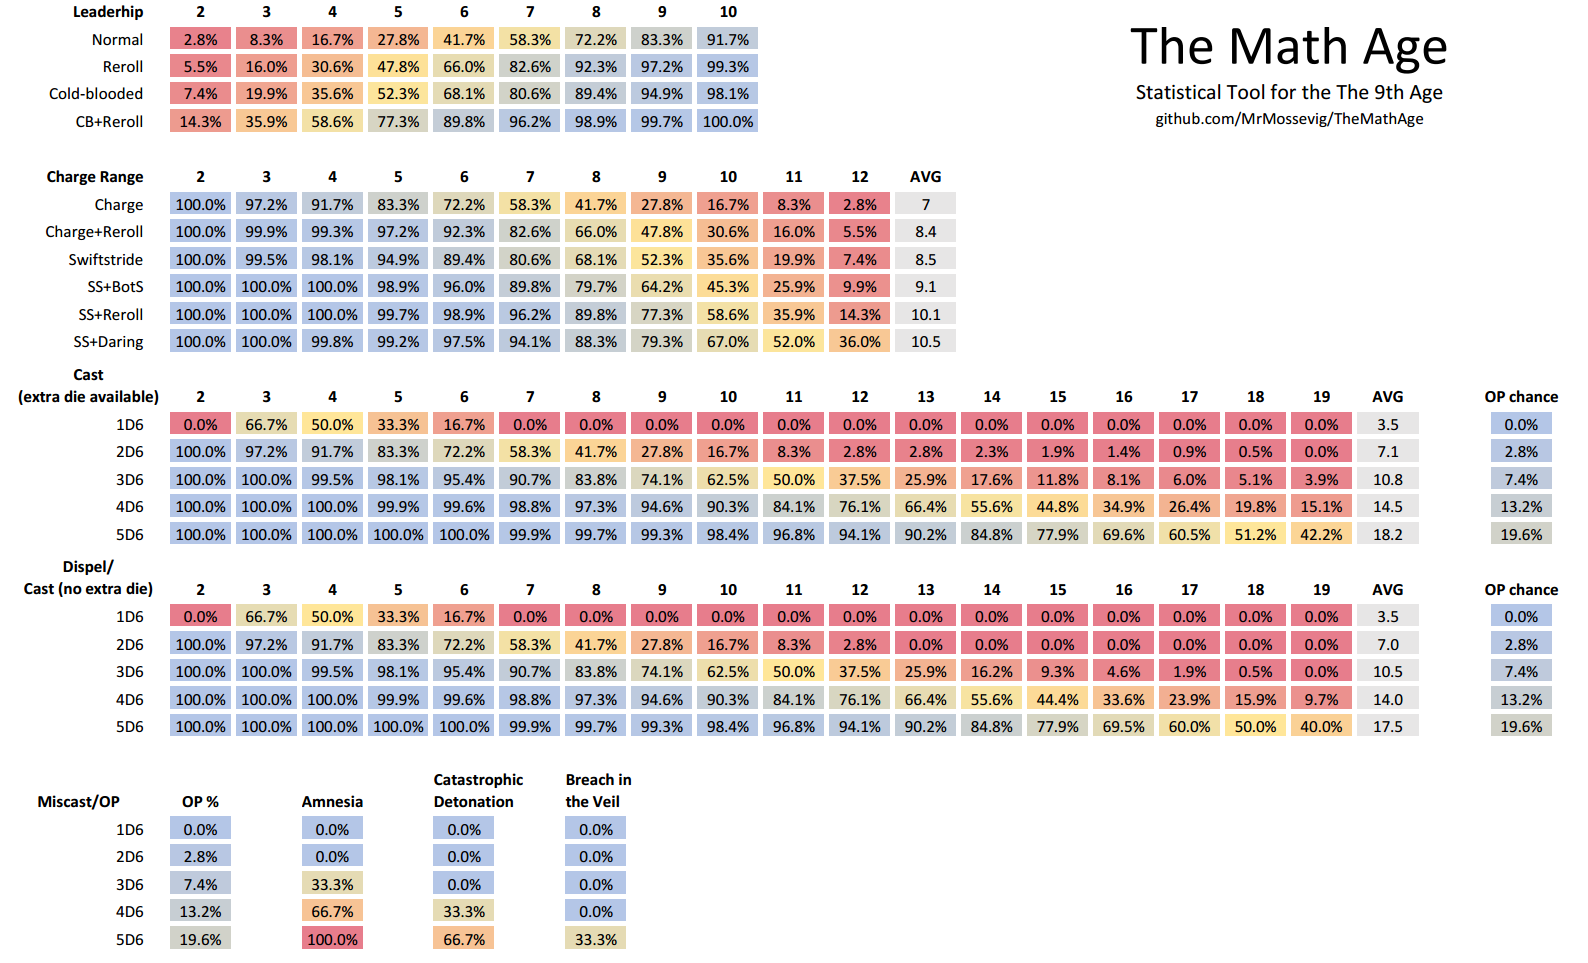 Leaderhip 2 3 4 5 6 7 8 9 10
Normal 2.8% 8.3% 16.7% 27.8% 41.7% 58.3% 72.2% 83.3% 91.7%
Reroll 5.5% 16.0% 30.6% 47.8% 66.0% 82.6% 92.3% 97.2% 99.3%
Cold-blooded 7.4% 19.9% 35.6% 52.3% 68.1% 80.6% 89.4% 94.9% 98.1%
CB+Reroll 14.3% 35.9% 58.6% 77.3% 89.8% 96.2% 98.9% 99.7% 100.0%
The Math Age
Statistical Tool for the The 9th Age
github.com/MrMossevig/TheMathAge
Charge Range 2 3 4 5 6 7 8 9 10 11 12 AVG
Charge 100.0% 97.2% 91.7% 83.3% 72.2% 58.3% 41.7% 27.8% 16.7% 8.3% 2.8% 7
Charge+Reroll 100.0% 99.9% 99.3% 97.2% 92.3% 82.6% 66.0% 47.8% 30.6% 16.0% 5.5% 8.4
Swiftstride 100.0% 99.5% 98.1% 94.9% 89.4% 80.6% 68.1% 52.3% 35.6% 19.9% 7.4% 8.5
SS+BotS 100.0% 100.0% 100.0% 98.9% 96.0% 89.8% 79.7% 64.2% 45.3% 25.9% 9.9% 9.1
SS+Reroll 100.0% 100.0% 100.0% 99.7% 98.9% 96.2% 89.8% 77.3% 58.6% 35.9% 14.3% 10.1
SS+Daring 100.0% 100.0% 99.8% 99.2% 97.5% 94.1% 88.3% 79.3% 67.0% 52.0% 36.0% 10.5
Cast
(extra die available) 2 3 4 5 6 7 8 9 10 11 12 13 14 15 16 17 18 19 AVG OP chance
1D6 0.0% 66.7% 50.0% 33.3% 16.7% 0.0% 0.0% 0.0% 0.0% 0.0% 0.0% 0.0% 0.0% 0.0% 0.0% 0.0% 0.0% 0.0% 3.5 0.0%
2D6 100.0% 97.2% 91.7% 83.3% 72.2% 58.3% 41.7% 27.8% 16.7% 8.3% 2.8% 2.8% 2.3% 1.9% 1.4% 0.9% 0.5% 0.0% 7.1 2.8%
3D6 100.0% 100.0% 99.5% 98.1% 95.4% 90.7% 83.8% 74.1% 62.5% 50.0% 37.5% 25.9% 17.6% 11.8% 8.1% 6.0% 5.1% 3.9% 10.8 7.4%
4D6 100.0% 100.0% 100.0% 99.9% 99.6% 98.8% 97.3% 94.6% 90.3% 84.1% 76.1% 66.4% 55.6% 44.8% 34.9% 26.4% 19.8% 15.1% 14.5 13.2%
5D6 100.0% 100.0% 100.0% 100.0% 100.0% 99.9% 99.7% 99.3% 98.4% 96.8% 94.1% 90.2% 84.8% 77.9% 69.6% 60.5% 51.2% 42.2% 18.2 19.6%
Dispel/
Cast (no extra die) 2 3 4 5 6 7 8 9 10 11 12 13 14 15 16 17 18 19 AVG OP chance
1D6 0.0% 66.7% 50.0% 33.3% 16.7% 0.0% 0.0% 0.0% 0.0% 0.0% 0.0% 0.0% 0.0% 0.0% 0.0% 0.0% 0.0% 0.0% 3.5 0.0%
2D6 100.0% 97.2% 91.7% 83.3% 72.2% 58.3% 41.7% 27.8% 16.7% 8.3% 2.8% 0.0% 0.0% 0.0% 0.0% 0.0% 0.0% 0.0% 7.0 2.8%
3D6 100.0% 100.0% 99.5% 98.1% 95.4% 90.7% 83.8% 74.1% 62.5% 50.0% 37.5% 25.9% 16.2% 9.3% 4.6% 1.9% 0.5% 0.0% 10.5 7.4%
4D6 100.0% 100.0% 100.0% 99.9% 99.6% 98.8% 97.3% 94.6% 90.3% 84.1% 76.1% 66.4% 55.6% 44.4% 33.6% 23.9% 15.9% 9.7% 14.0 13.2%
5D6 100.0% 100.0% 100.0% 100.0% 100.0% 99.9% 99.7% 99.3% 98.4% 96.8% 94.1% 90.2% 84.8% 77.9% 69.5% 60.0% 50.0% 40.0% 17.5 19.6%
Catastrophic Breach in
Miscast/OP OP % Amnesia Detonation the Veil
1D6 0.0% 0.0% 0.0% 0.0%
2D6 2.8% 0.0% 0.0% 0.0%
3D6 7.4% 33.3% 0.0% 0.0%
4D6 13.2% 66.7% 33.3% 0.0%
5D6 19.6% 100.0% 66.7% 33.3%